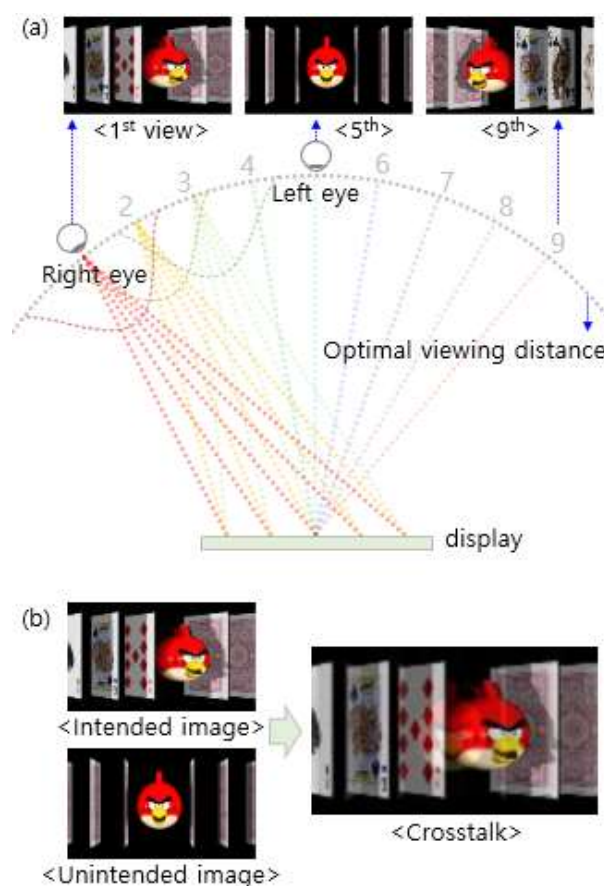 (a)
<1st view>
<5th>
<9th>
2
3
4
6
7
8
9
Left eye
Right eye
Optimal viewing distance
display
(b)
<Intended image>
<Unintended image>
<Crosstalk>